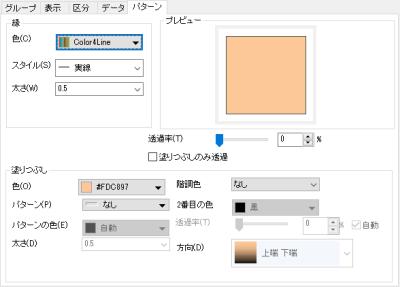 グループ 表示 区分 データ パターン
縁
色(C) Color4Line
スタイル(S) 実線
太さ(W) 0.5
プレビュー
透過率(T) 0 %
塗りつぶしのみ透過
塗りつぶし
色(O) #FDC897
パターン(P) なし
パターンの色(E) 自動
太さ(D) 0.5
階調色 なし
2番目の色 黒
透過率(T) 0 % 自動
方向(D) 上端 下端